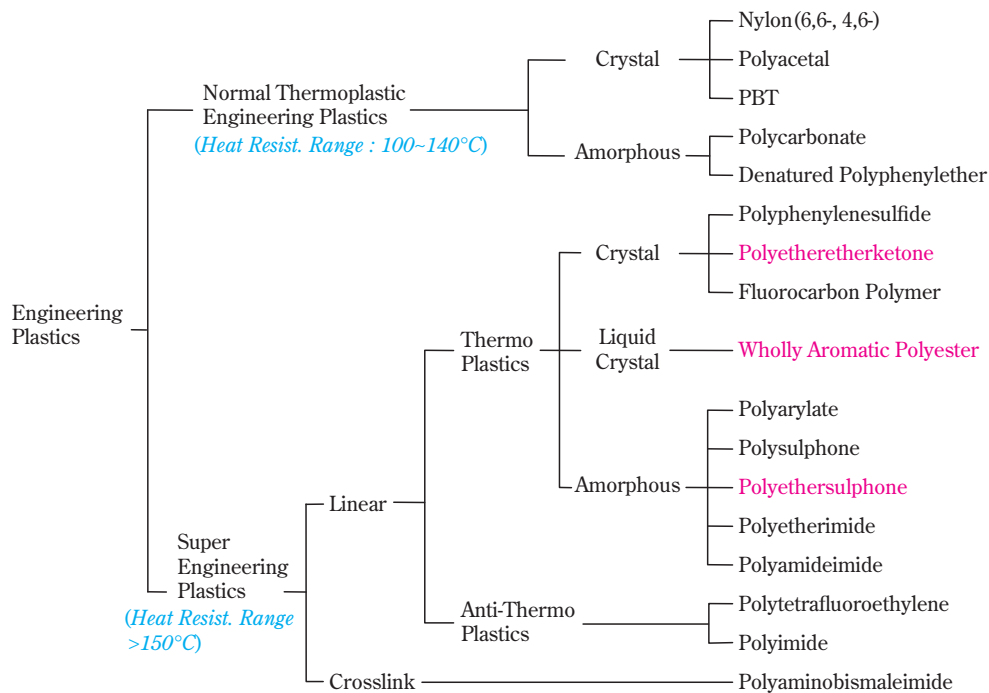 Engineering
Plastics
Normal Thermoplastic
Engineering Plastics
(Heat Resist. Range : 100~140°C)
Crystal
Nylon(6,6-, 4,6-)
Polyacetal
PBT
Amorphous
Polycarbonate
Denatured Polyphenylether
Super
Engineering
Plastics
(Heat Resist. Range
>150°C)
Linear
Thermo
Plastics
Crystal
Polyphenylenesulfide
Polyetheretherketone
Fluorocarbon Polymer
Liquid
Crystal
Wholly Aromatic Polyester
Amorphous
Polyarylate
Polysulphone
Polyethersulphone
Polyetherimide
Polyamideimide
Anti-Thermo
Plastics
Polytetrafluoroethylene
Polyimide
Crosslink
Polyaminobismaleimide